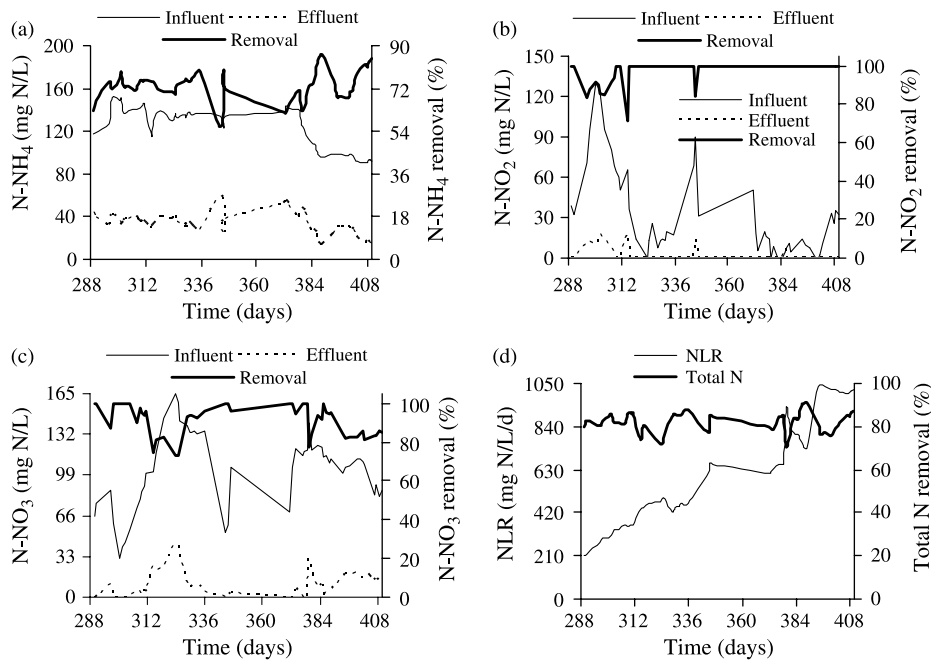 (a)
Influent
Effluent
Removal
N-NH4 (mg N/L)
200
160
120
80
40
0
N-NH4 removal (%)
90
72
54
36
18
0
288 312 336 360 384 408
Time (days)
(b)
Influent
Effluent
Removal
N-NO2 (mg N/L)
150
120
90
60
30
0
Influent
Effluent
Removal
N-NO2 removal (%)
100
80
60
40
20
0
288 312 336 360 384 408
Time (days)
(c)
Influent
Effluent
Removal
N-NO3 (mg N/L)
165
132
99
66
33
0
N-NO3 removal (%)
100
80
60
40
20
0
288 312 336 360 384 408
Time (days)
(d)
NLR
Total N
NLR (mg N/L/d)
1050
840
630
420
210
0
Total N removal (%)
100
80
60
40
20
0
288 312 336 360 384 408
Time (days)